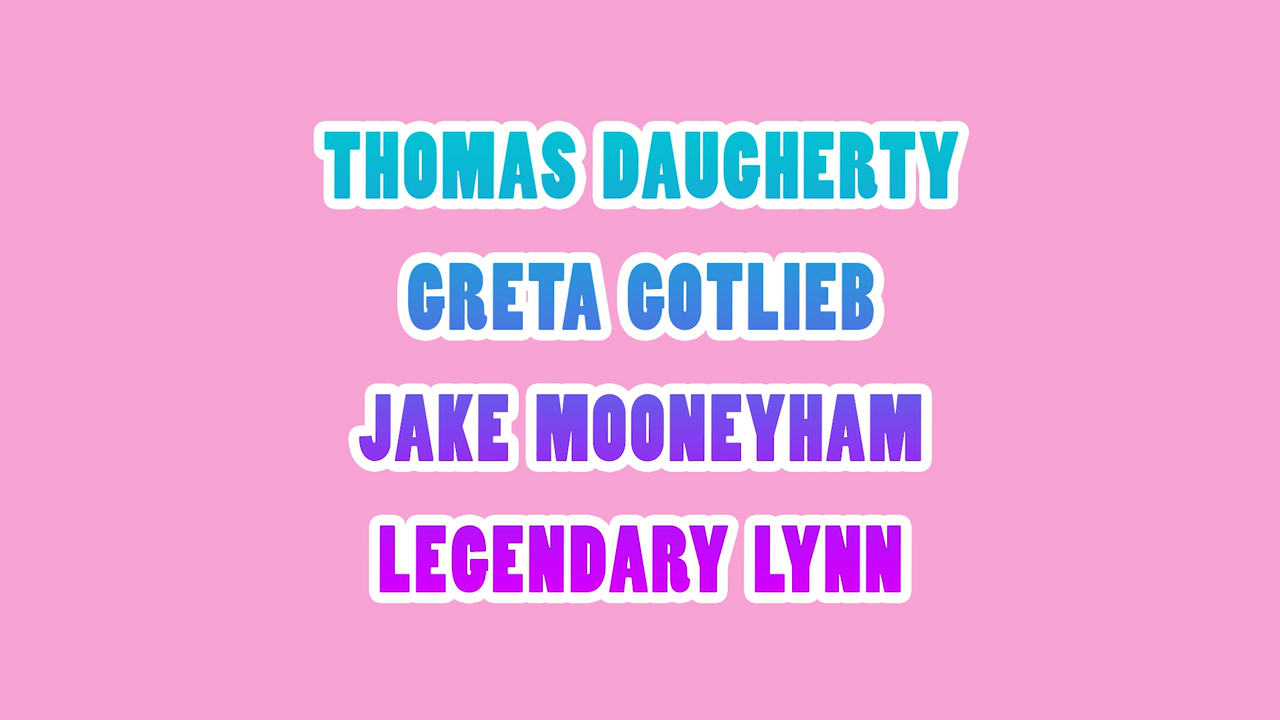 THOMAS DAUGHERTY
GRETA GOTLIEB
JAKE MOONEYHAM
LEGENDARY LYNN